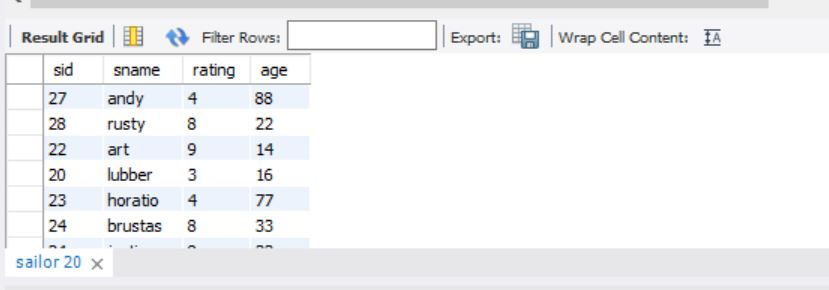 Result Grid Filter Rows: Export: Wrap Cell Content: IA
sid sname rating age
27 andy 4 88
28 rusty 8 22
22 art 9 14
20 lubber 3 16
23 horatio 4 77
24 brustas 8 33
sailor 20 ×